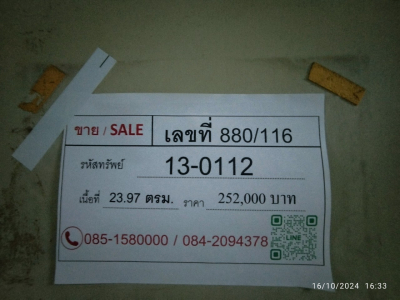 ขาย / SALE เลขที่ 880/116
รหัสทรัพย์ 13-0112
เนื้อที่ 23.97 ตรม. ราคา 252,000 บาท
085-1580000 / 084-2094378 LINE
16/10/2024 16:33